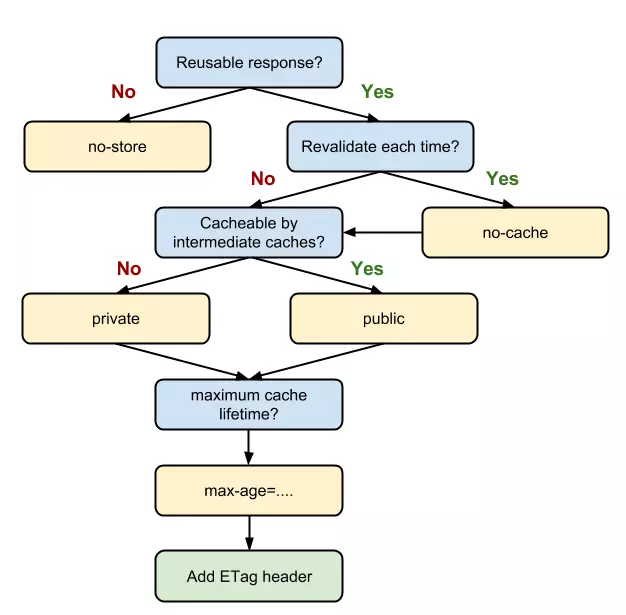 Reusable response?
No
Yes
no-store
Revalidate each time?
No
Yes
Cacheable by
intermediate caches?
no-cache
No
Yes
private
public
maximum cache
lifetime?
max-age=....
Add ETag header